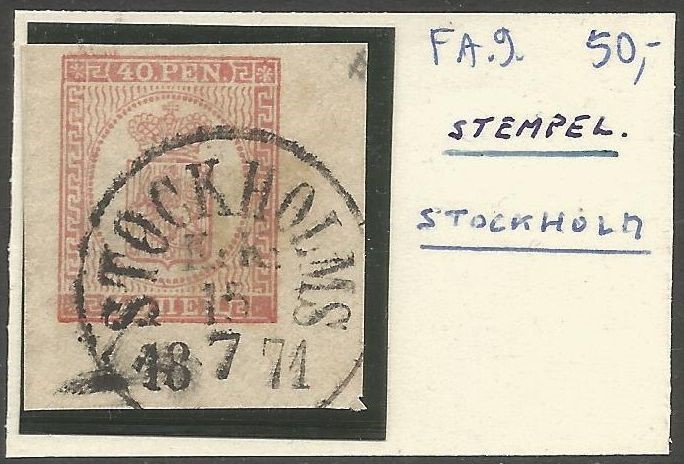 40. PEN.
STOCKHOLMS
18 7 71
FA.9. 50,-
STEMPEL.
STOCKHOLM